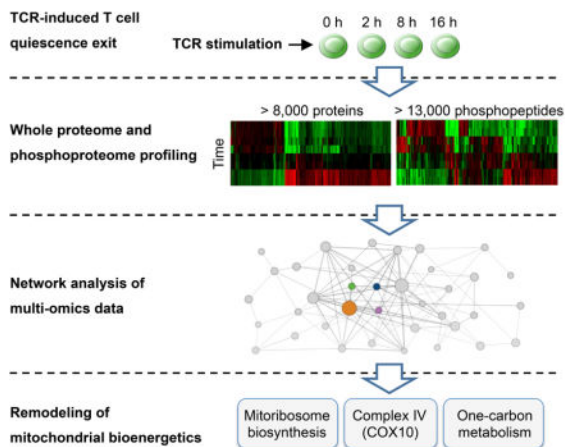 TCR-induced T cell
quiescence exit
0 h 2 h 8 h 16 h
TCR stimulation
Whole proteome and
phosphoproteome profiling
> 8,000 proteins
> 13,000 phosphopeptides
Time
Network analysis of
multi-omics data
Remodeling of
mitochondrial bioenergetics
Mitoribosome
biosynthesis
Complex IV
(COX10)
One-carbon
metabolism